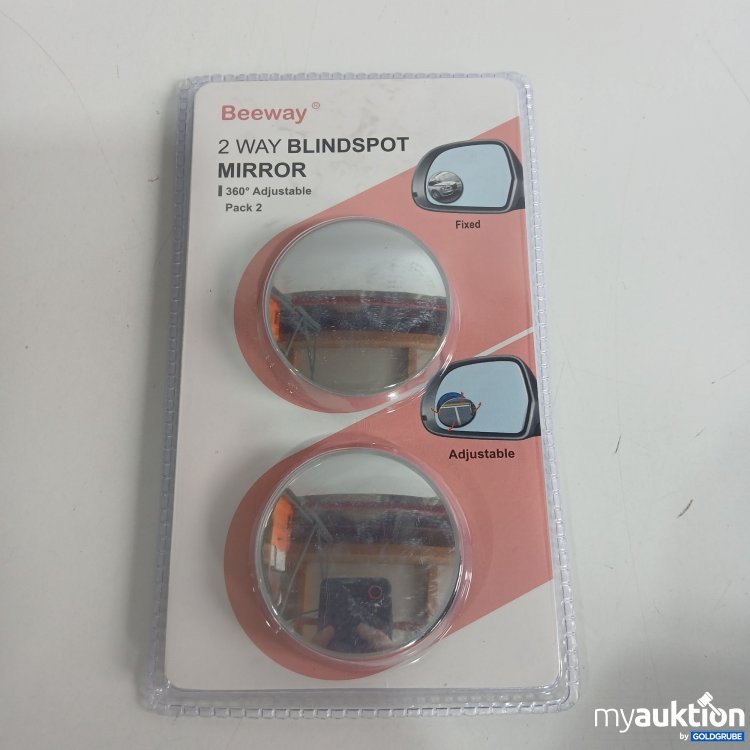 Beeway®
2 WAY BLINDSPOT
MIRROR
360° Adjustable
Pack 2
Fixed
Adjustable
myauktion
by GOLDGRUBE